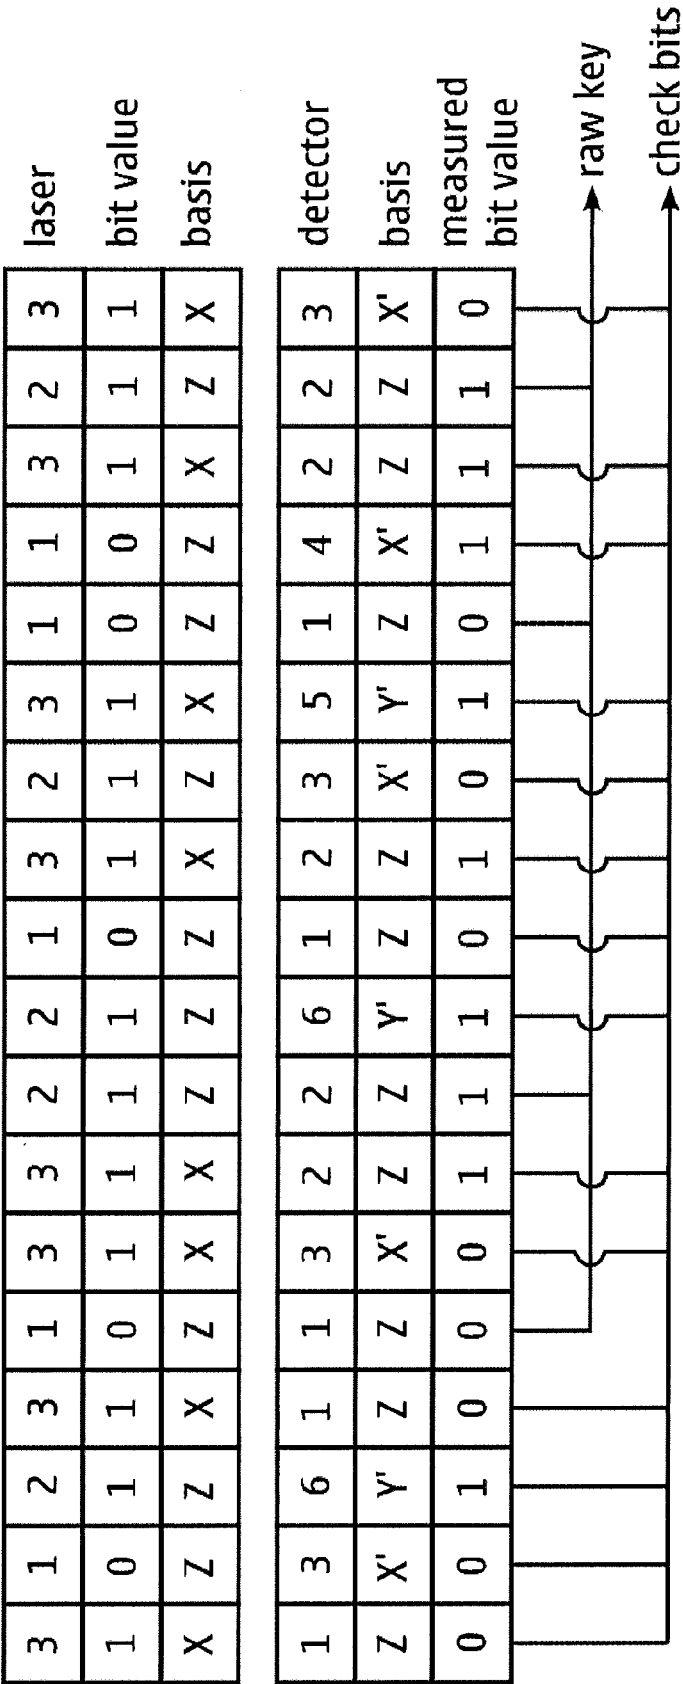 3 1 2 3 1 3 3 2 2 1 3 2 3 1 1 3 2 3 laser
1 0 1 1 0 1 1 1 1 0 1 1 1 0 0 1 1 1 bit value
X Z Z X Z X X Z Z Z X Z X Z Z X Z X basis
1 3 6 1 1 3 2 2 6 1 2 3 5 1 4 2 2 3 detector
Z X' Y' Z Z X' Z Z Y' Z Z X' Y' Z X' Z Z X' basis
0 0 1 0 0 0 1 1 1 0 1 0 1 0 1 1 1 0 measured
bit value
raw key
check bits